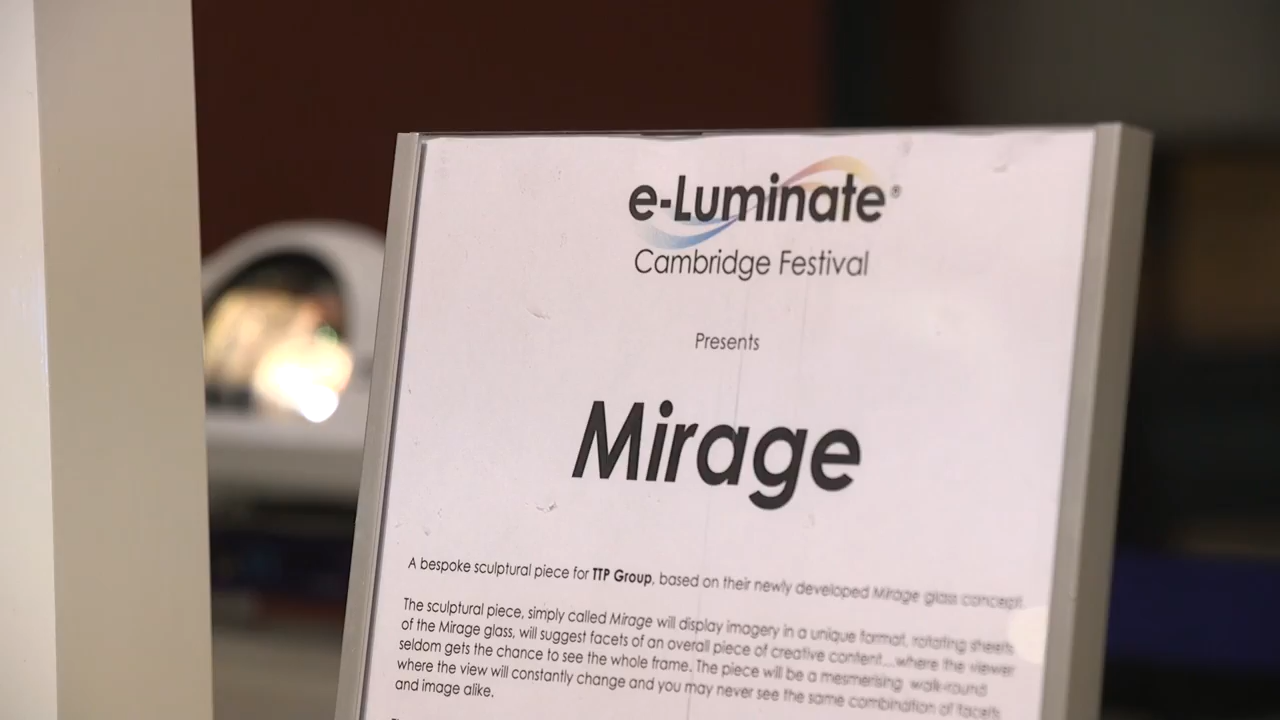 e-Luminate®
Cambridge Festival
Presents
Mirage
A bespoke sculptural piece for TTP Group, based on their newly developed Mirage glass concept.
The sculptural piece, simply called Mirage will display imagery in a unique format, rotating sheets
of the Mirage glass, will suggest facets of an overall piece of creative content...where the viewer
seldom gets the chance to see the whole frame. The piece will be a mesmerising walk-round
where the view will constantly change and you may never see the same combination of facets
and image alike.